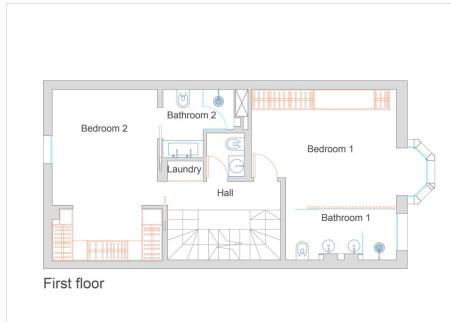 Bathroom 2
Bedroom 2
Bedroom 1
Laundry
Hall
Bathroom 1
First floor